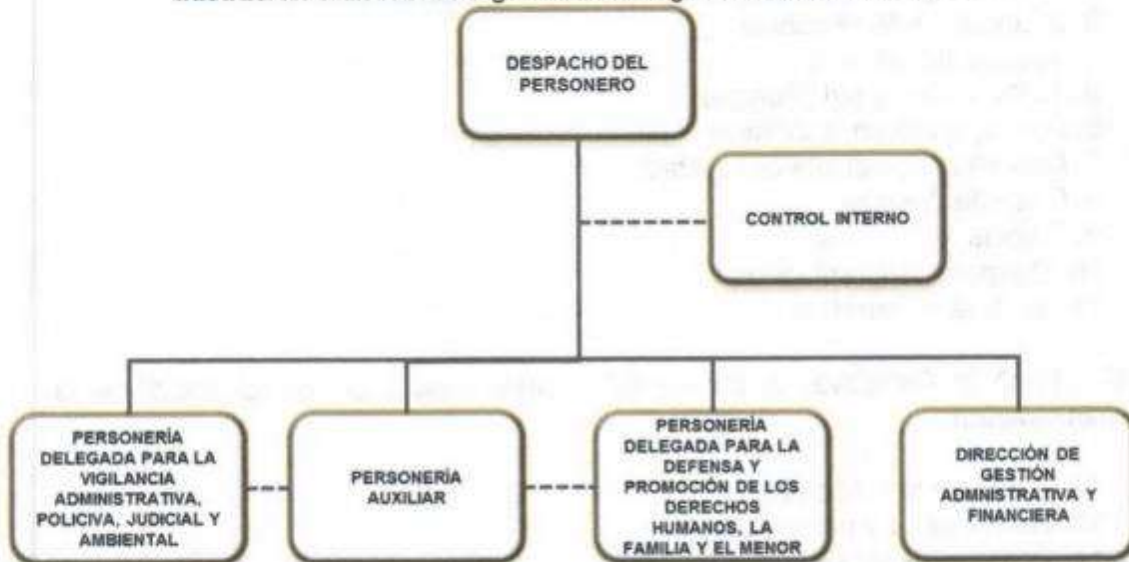 DESPACHO DEL
PERSONERO
CONTROL INTERNO
PERSONERÍA
DELEGADA PARA LA
VIGILANCIA
ADMINISTRATIVA,
POLICIVA, JUDICIAL Y
AMBIENTAL
PERSONERÍA
AUXILIAR
PERSONERÍA
DELEGADA PARA LA
DEFENSA Y
PROMOCIÓN DE LOS
DERECHOS
HUMANOS, LA
FAMILIA Y EL MENOR
DIRECCIÓN DE
GESTIÓN
ADMNISTRATIVA Y
FINANCIERA